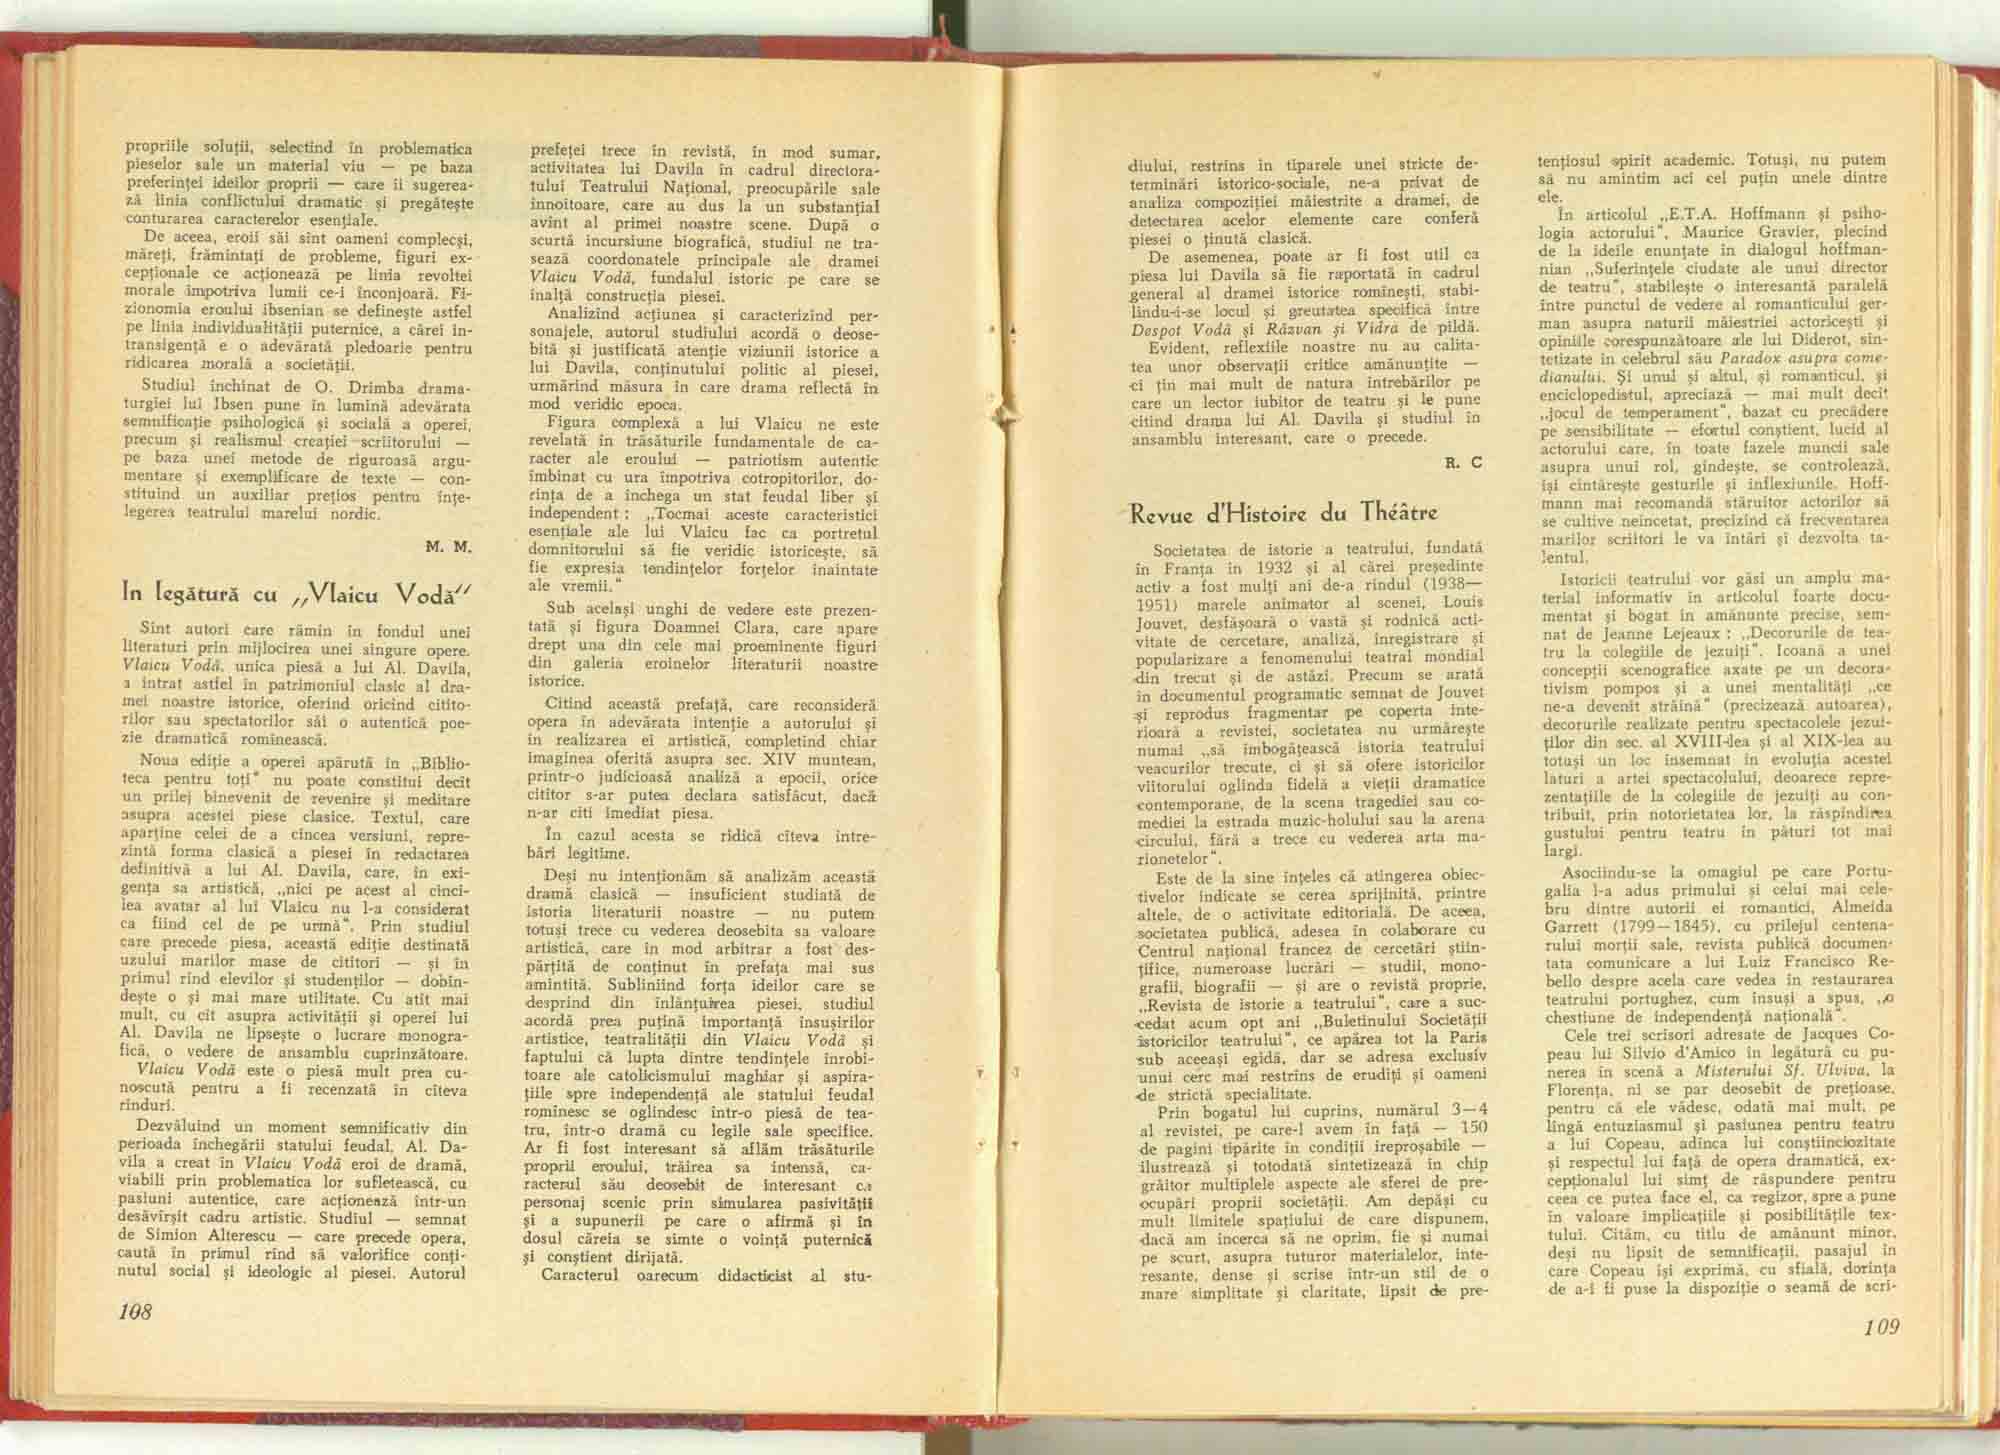 propriile soluții, selectînd în problematica
pieselor sale un material viu — pe baza
preferinței ideilor proprii — care îi sugerea-
ză linia conflictului dramatic și pregătește
conturarea caracterelor esențiale.
De aceea, eroii săi sînt oameni complecși,
măreți, frămîntați de probleme, figuri ex-
cepționale ce acționează pe linia revoltei
morale împotriva lumii ce-i înconjoară. Fi-
zionomia eroului ibsenian se definește astfel
pe linia individualității puternice, a cărei in-
transigență e o adevărată pledoarie pentru
ridicarea morală a societății.
Studiul închinat de O. Drimba drama-
turgiei lui Ibsen pune în lumină adevărata
semnificație psihologică și socială a operei,
precum și realismul creației scriitorului —
pe baza unei metode de riguroasă argu-
mentare și exemplificare de texte — con-
stituind un auxiliar prețios pentru înțe-
legerea teatrului marelui nordic.
M. M.
In legătură cu „Vlaicu Vodă"
Sînt autori care rămîn în fondul unei
literaturi prin mijlocirea unei singure opere.
Vlaicu Vodă, unica piesă a lui Al. Davila,
a intrat astfel în patrimoniul clasic al dra-
mei noastre istorice, oferind oricînd citito-
rilor sau spectatorilor săi o autentică poe-
zie dramatică romînească.
Noua ediție a operei apărută în „Biblio-
teca pentru toți" nu poate constitui decît
un prilej binevenit de revenire și meditare
asupra acestei piese clasice. Textul, care
aparține celei de a cincea versiuni, repre-
zintă forma clasică a piesei în redactarea
definitivă a lui Al. Davila, care, în exi-
gența sa artistică, „nici pe acest al cinci-
lea avatar al lui Vlaicu nu l-a considerat
ca fiind cel de pe urmă". Prin studiul
care precede piesa, această ediție destinată
uzului marilor mase de cititori — și în
primul rînd elevilor și studenților — dobîn-
dește o și mai mare utilitate. Cu atît mai
mult, cu cît asupra activității și operei lui
Al. Davila ne lipsește o lucrare monogra-
fică, o vedere de ansamblu cuprinzătoare.
Vlaicu Vodă este o piesă mult prea cu-
noscută pentru a fi recenzată în cîteva
rînduri.
Dezvăluind un moment semnificativ din
perioada închegării statului feudal, Al. Da-
vila a creat în Vlaicu Vodă eroi de dramă,
viabili prin problematica lor sufletească, cu
pasiuni autentice, care acționează într-un
desăvîrșit cadru artistic. Studiul — semnat
de Simion Alterescu — care precede opera,
caută în primul rînd să valorifice conți-
nutul social și ideologic al piesei. Autorul
108
prefeței trece în revistă, în mod sumar,
activitatea lui Davila în cadrul directora-
tului Teatrului Național, preocupările sale
înnoitoare, care au dus la un substanțial
avînt al primei noastre scene. După o
scurtă incursiune biografică, studiul ne tra-
sează coordonatele principale ale dramei
Vlaicu Vodă, fundalul istoric pe care se
înalță construcția piesei.
Analizînd acțiunea și caracterizînd per-
sonajele, autorul studiului acordă o deose-
bită și justificată atenție viziunii istorice a
lui Davila, conținutului politic al piesei,
urmărind măsura în care drama reflectă în
mod veridic epoca.
Figura complexă a lui Vlaicu ne este
revelată în trăsăturile fundamentale de ca-
racter ale eroului — patriotism autentic
îmbinat cu ura împotriva cotropitorilor, do-
rința de a închega un stat feudal liber și
independent : „Tocmai aceste caracteristici
esențiale ale lui Vlaicu fac ca portretul
domnitorului să fie veridic istoricește, să
fie expresia tendințelor forțelor înaintate
ale vremii."
Sub același unghi de vedere este prezen-
tată și figura Doamnei Clara, care apare
drept una din cele mai proeminente figuri
din galeria eroinelor literaturii noastre
istorice.
Citind această prefață, care reconsideră
opera în adevărata intenție a autorului și
în realizarea ei artistică, completînd chiar
imaginea oferită asupra sec. XIV muntean,
printr-o judicioasă analiză a epocii, orice
cititor s-ar putea declara satisfăcut, dacă
n-ar citi imediat piesa.
În cazul acesta se ridică cîteva între-
bări legitime.
Deși nu intenționăm să analizăm această
dramă clasică — insuficient studiată de
istoria literaturii noastre — nu putem
totuși trece cu vederea deosebita sa valoare
artistică, care în mod arbitrar a fost des-
părțită de conținut în prefața mai sus
amintită. Subliniind forța ideilor care se
desprind din înlănțuirea piesei, studiul
acordă prea puțină importanță însușirilor
artistice, teatralității din Vlaicu Vodă și
faptului că lupta dintre tendințele înrobi-
toare ale catolicismului maghiar și aspira-
țiile spre independență ale statului feudal
romînesc se oglindesc într-o piesă de tea-
tru, într-o dramă cu legile sale specifice.
Ar fi fost interesant să aflăm trăsăturile
proprii eroului, trăirea sa intensă, ca-
racterul său deosebit de interesant ca
personaj scenic prin simularea pasivității
și a supunerii pe care o afirmă și în
dosul căreia se simte o voință puternică
și conștient dirijată.
Caracterul oarecum didacticist al stu-
diului, restrîns în tiparele unei stricte de-
terminări istorico-sociale, ne-a privat de
analiza compoziției măiestrite a dramei, de
detectarea acelor elemente care conferă
piesei o ținută clasică.
De asemenea, poate ar fi fost util ca
piesa lui Davila să fie raportată în cadrul
general al dramei istorice romînești, stabi-
lindu-i-se locul și greutatea specifică între
Despot Vodă și Răzvan și Vidra de pildă.
Evident, reflexiile noastre nu au calita-
tea unor observații critice amănunțite —
ci țin mai mult de natura întrebărilor pe
care un lector iubitor de teatru și le pune
citind drama lui Al. Davila și studiul în
ansamblu interesant, care o precede.
R. C
Revue d'Histoire du Théâtre
Societatea de istorie a teatrului, fundată
în Franța în 1932 și al cărei președinte
activ a fost mulți ani de-a rîndul (1938—
1951) marele animator al scenei, Louis
Jouvet, desfășoară o vastă și rodnică acti-
vitate de cercetare, analiză, înregistrare și
popularizare a fenomenului teatral mondial
din trecut și de astăzi. Precum se arată
în documentul programatic semnat de Jouvet
și reprodus fragmentar pe coperta inte-
rioară a revistei, societatea nu urmărește
numai „să îmbogățească istoria teatrului
veacurilor trecute, ci și să ofere istoricilor
viitorului oglinda fidelă a vieții dramatice
contemporane, de la scena tragediei sau co-
mediei la estrada muzic-holului sau la arena
circului, fără a trece cu vederea arta ma-
rionetelor".
Este de la sine înțeles că atingerea obiec-
tivelor indicate se cerea sprijinită, printre
altele, de o activitate editorială. De aceea,
societatea publică, adesea în colaborare cu
Centrul național francez de cercetări știin-
țifice, numeroase lucrări — studii, mono-
grafii, biografii — și are o revistă proprie,
„Revista de istorie a teatrului", care a suc-
cedat acum opt ani „Buletinului Societății
istoricilor teatrului", ce apărea tot la Paris
sub aceeași egidă, dar se adresa exclusiv
unui cerc mai restrîns de erudiți și oameni
de strictă specialitate.
Prin bogatul lui cuprins, numărul 3—4
al revistei, pe care-l avem în față — 150
de pagini tipărite în condiții ireproșabile —
ilustrează și totodată sintetizează în chip
grăitor multiplele aspecte ale sferei de pre-
ocupări proprii societății. Am depăși cu
mult limitele spațiului de care dispunem,
dacă am încerca să ne oprim, fie și numai
pe scurt, asupra tuturor materialelor, inte-
resante, dense și scrise într-un stil de o
mare simplitate și claritate, lipsit de pre-
tențiosul spirit academic. Totuși, nu putem
să nu amintim aci cel puțin unele dintre
ele.
În articolul „E.T.A. Hoffmann și psiho-
logia actorului", Maurice Gravier, plecînd
de la ideile enunțate în dialogul hoffman-
nian „Suferințele ciudate ale unui director
de teatru", stabilește o interesantă paralelă
între punctul de vedere al romanticului ger-
man asupra naturii măiestriei actoricești și
opiniile corespunzătoare ale lui Diderot, sin-
tetizate în celebrul său Paradox asupra come-
dianului. Și unul și altul, și romanticul, și
enciclopedistul, apreciază — mai mult decît
„jocul de temperament", bazat cu precădere
pe sensibilitate — efortul conștient, lucid al
actorului care, în toate fazele muncii sale
asupra unui rol, gîndește, se controlează,
își cîntărește gesturile și inflexiunile. Hoff-
mann mai recomandă stăruitor actorilor să
se cultive neîncetat, precizînd că frecventarea
marilor scriitori le va întări și dezvolta ta-
lentul.
Istoricii teatrului vor găsi un amplu ma-
terial informativ în articolul foarte docu-
mentat și bogat în amănunte precise, sem-
nat de Jeanne Lejeaux : „Decorurile de tea-
tru la colegiile de jezuiți". Icoană a unei
concepții scenografice axate pe un decora-
tivism pompos și a unei mentalități „ce
ne-a devenit străină" (precizează autoarea),
decorurile realizate pentru spectacolele jezui-
ților din sec. al XVIII-lea și al XIX-lea au
totuși un loc însemnat în evoluția acestei
laturi a artei spectacolului, deoarece repre-
zentațiile de la colegiile de jezuiți au con-
tribuit, prin notorietatea lor, la răspîndirea
gustului pentru teatru în pături tot mai
largi.
Asociindu-se la omagiul pe care Portu-
galia l-a adus primului și celui mai cele-
bru dintre autorii ei romantici, Almeida
Garrett (1799—1845), cu prilejul centena-
rului morții sale, revista publică documen-
tata comunicare a lui Luiz Francisco Re-
bello despre acela care vedea în restaurarea
teatrului portughez, cum însuși a spus, „o
chestiune de independență națională".
Cele trei scrisori adresate de Jacques Co-
peau lui Silvio d'Amico în legătură cu pu-
nerea în scenă a Misterului Sf. Ulviva, la
Florența, ni se par deosebit de prețioase,
pentru că ele vădesc, odată mai mult, pe
lîngă entuziasmul și pasiunea pentru teatru
a lui Copeau, adînca lui conștiinciozitate
și respectul lui față de opera dramatică, ex-
cepționalul lui simț de răspundere pentru
ceea ce putea face el, ca regizor, spre a pune
în valoare implicațiile și posibilitățile tex-
tului. Cităm, cu titlu de amănunt minor,
deși nu lipsit de semnificații, pasajul în
care Copeau își exprimă, cu sfială, dorința
de a-i fi puse la dispoziție o seamă de scri-
109